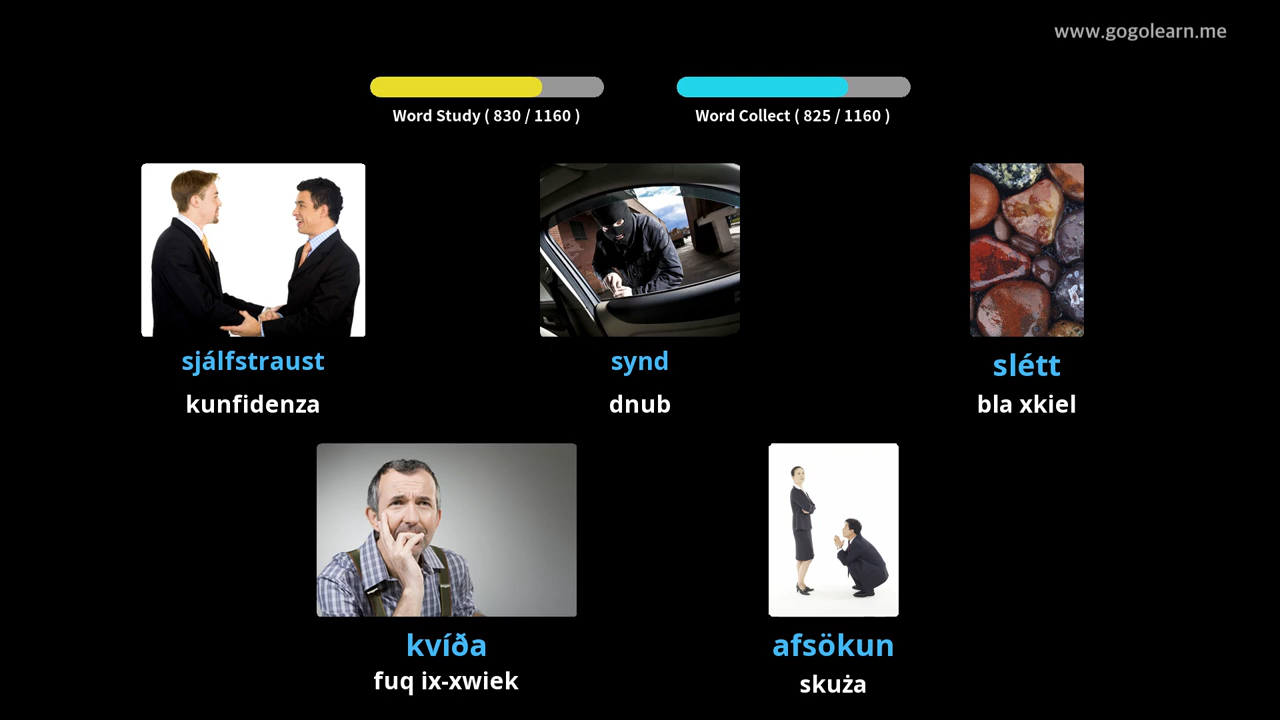 www.gogolearn.me
Word Study ( 830 / 1160 )
Word Collect ( 825 / 1160 )
sjálfstraust
kunfidenza
synd
dnub
slétt
bla xkiel
kvíða
fuq ix-xwiek
afsökun
skuża